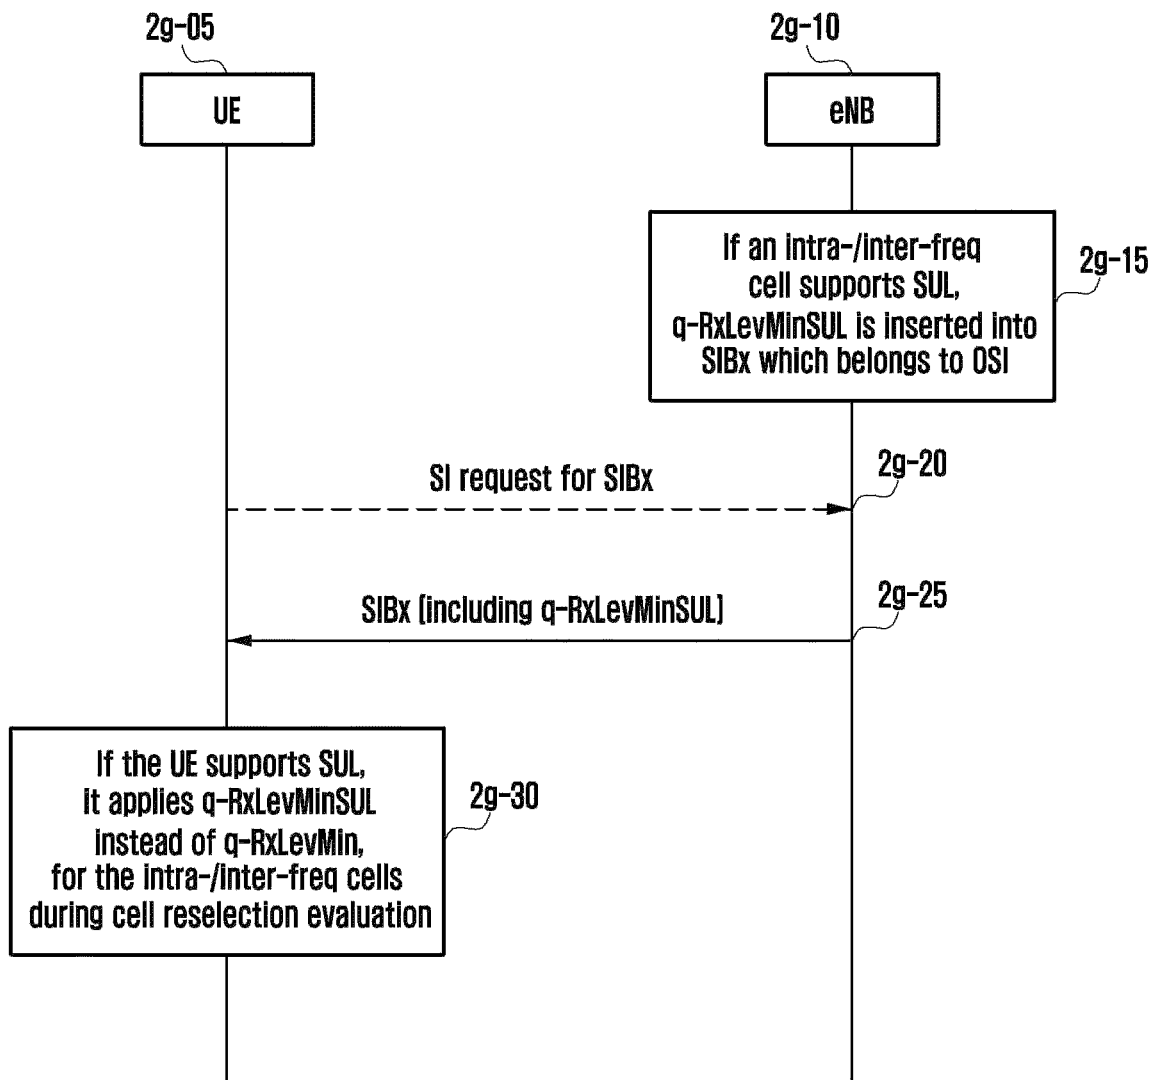 2g-05
2g-10
UE
eNB
If an intra-/inter-freq
cell supports SUL,
q-RxLevMinSUL is inserted into
SIBx which belongs to OSI
2g-15
SI request for SIBx
2g-20
SIBx (including q-RxLevMinSUL)
2g-25
If the UE supports SUL,
it applies q-RxLevMinSUL
instead of q-RxLevMin,
for the intra-/inter-freq cells
during cell reselection evaluation
2g-30